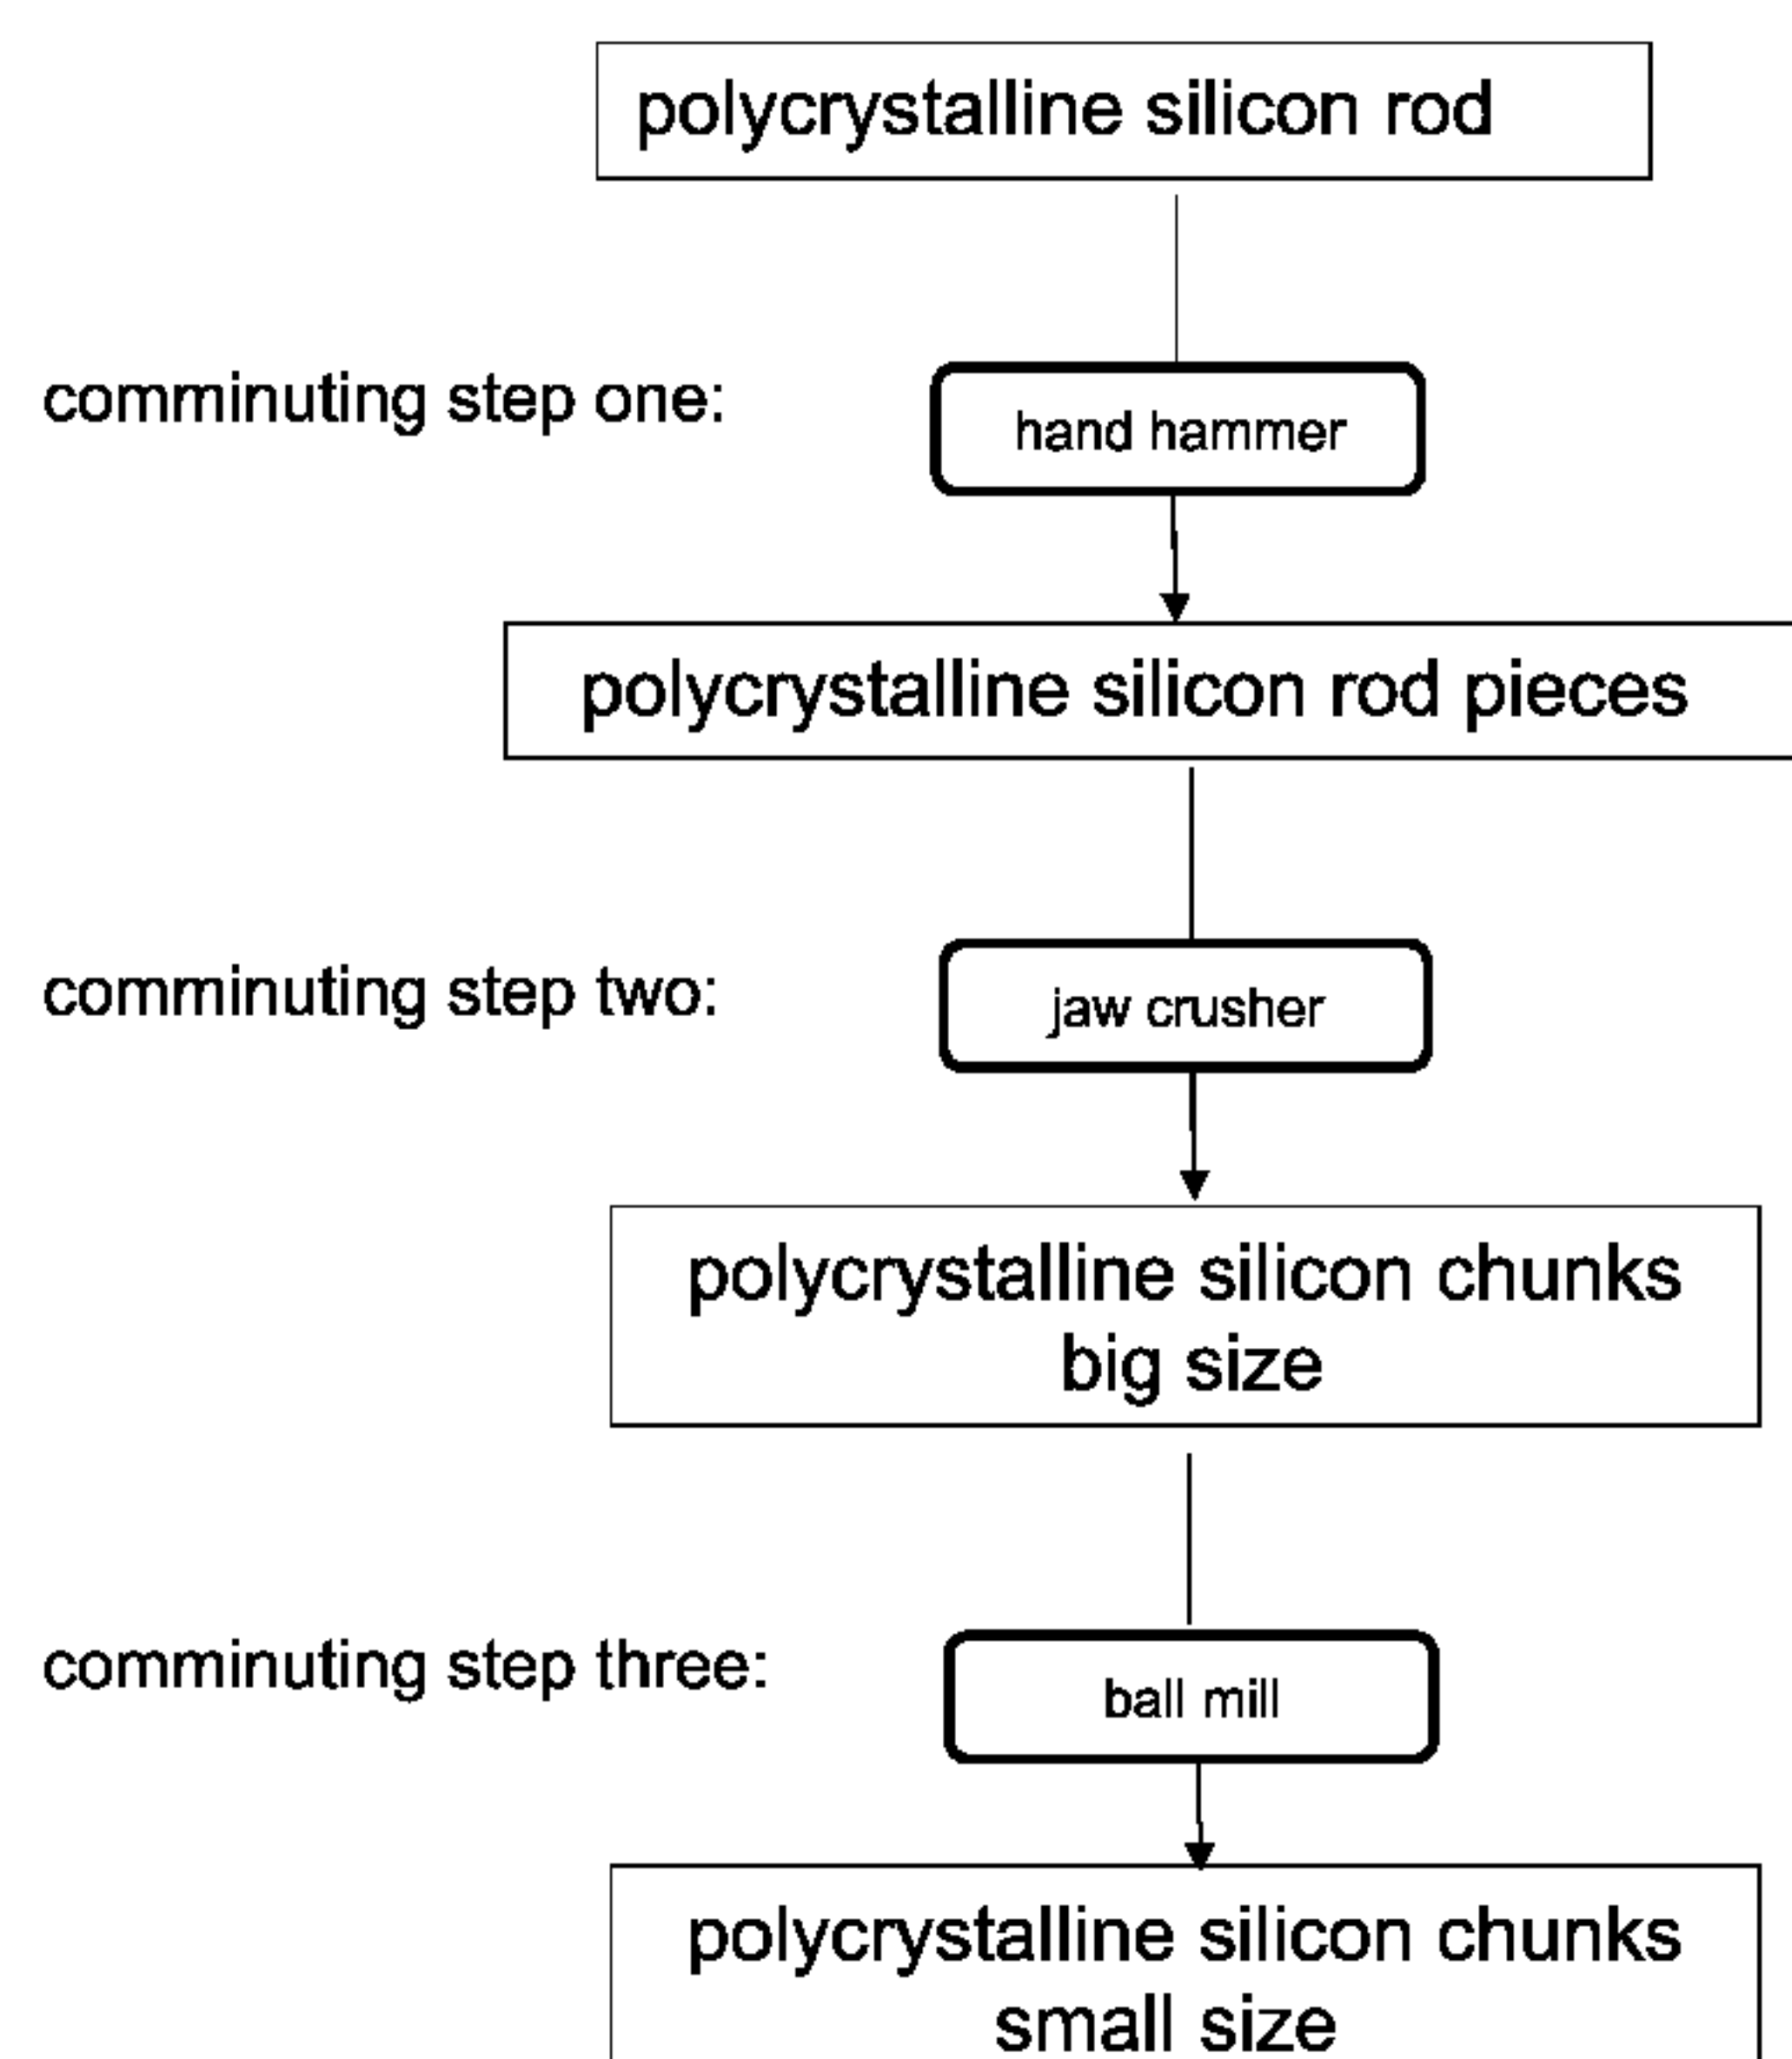 polycrystalline silicon rod
comminuting step one:
hand hammer
polycrystalline silicon rod pieces
comminuting step two:
jaw crusher
polycrystalline silicon chunks
big size
comminuting step three:
ball mill
polycrystalline silicon chunks
small size